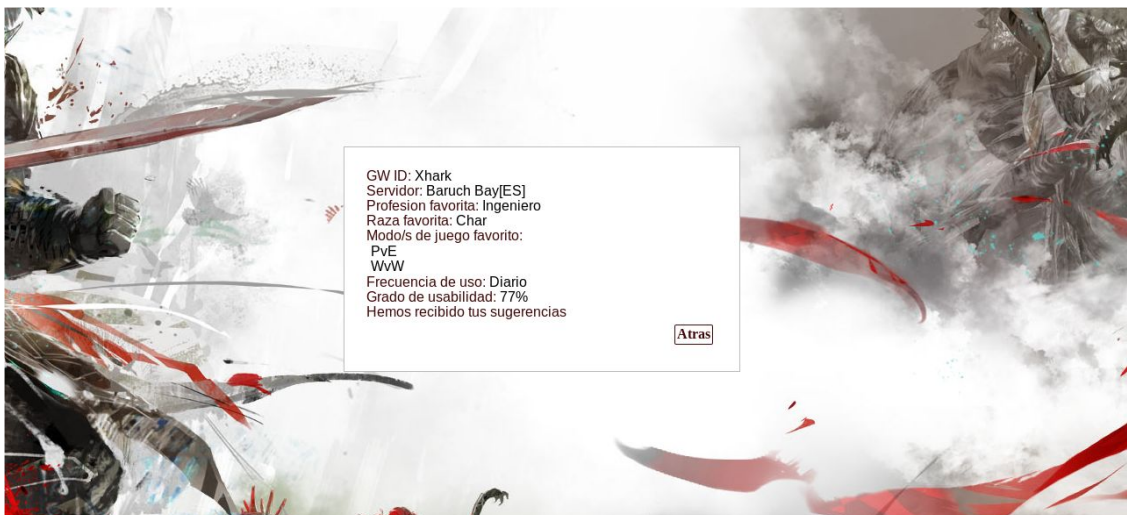 GW ID: Xhark
Servidor: Baruch Bay[ES]
Profesion favorita: Ingeniero
Raza favorita: Char
Modo/s de juego favorito:
PvE
WvW
Frecuencia de uso: Diario
Grado de usabilidad: 77%
Hemos recibido tus sugerencias
Atras